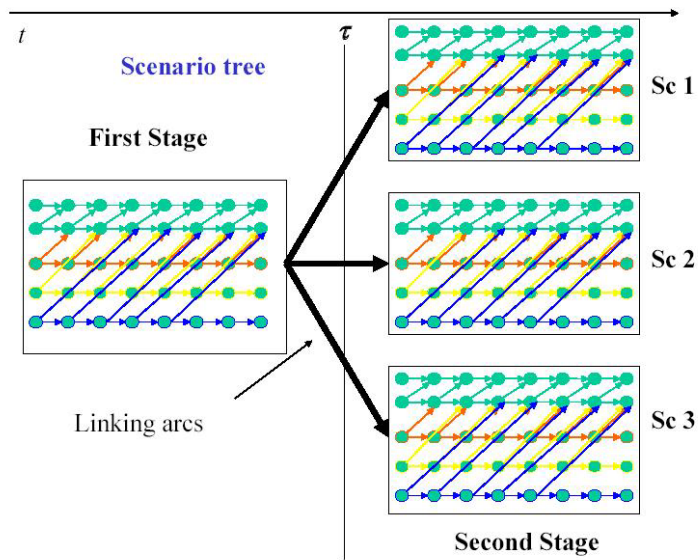 t
τ
Scenario tree
First Stage
Sc 1
Sc 2
Linking arcs
Sc 3
Second Stage
τ